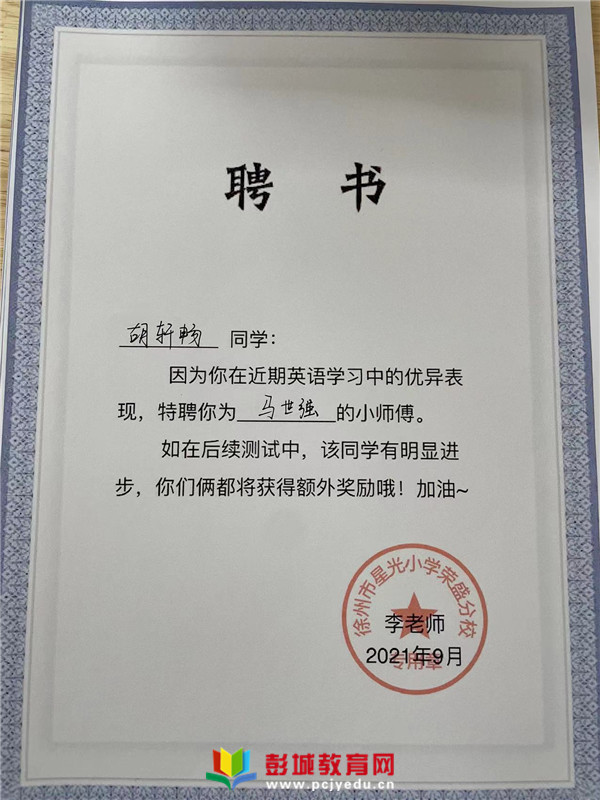 聘 书
胡轩畅 同学：
因为你在近期英语学习中的优异表
现，特聘你为 马世强 的小师傅。
如在后续测试中，该同学有明显进
步，你们俩都将获得额外奖励哦！加油~
徐州市星光小学荣盛分校
李老师
2021年9月
专用章
彭城教育网
www.pcjyedu.cn